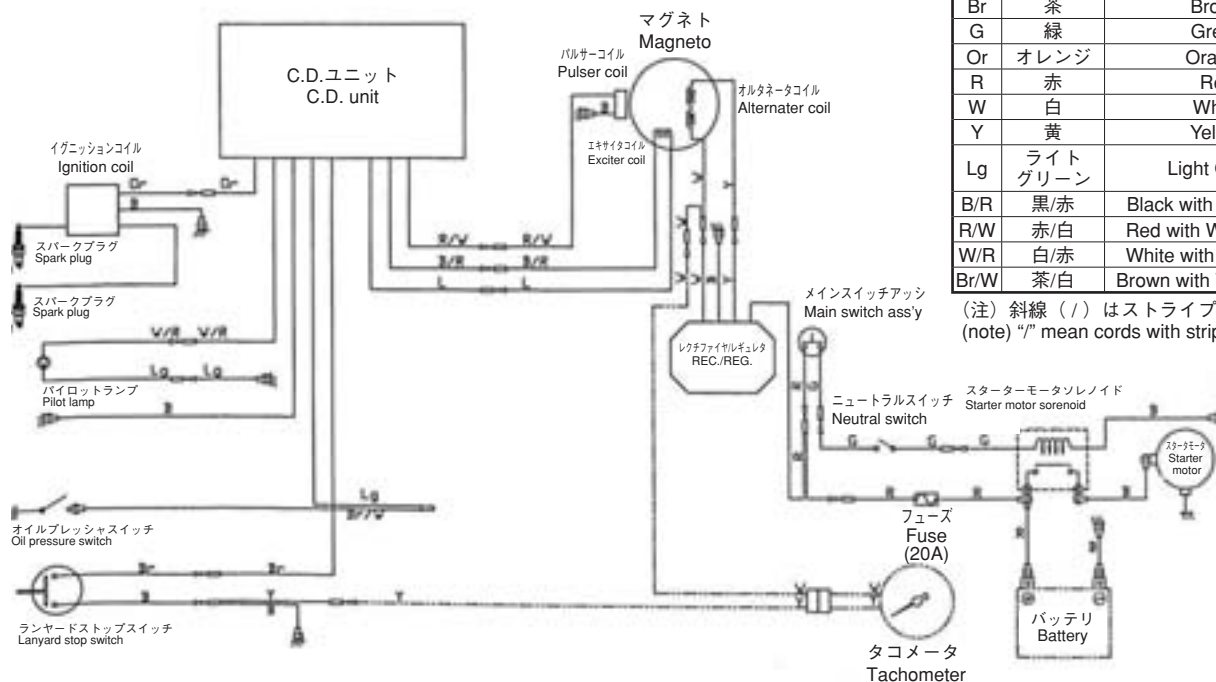 C.D.ユニット
C.D. unit
マグネト
Magneto
パルサーコイル
Pulser coil
オルタネータコイル
Alternater coil
エキサイタコイル
Exciter coil
イグニッションコイル
Ignition coil
Or
Or
B
スパークプラグ
Spark plug
スパークプラグ
Spark plug
R/W
R/W
B/R
B/R
L
L
W/R
W/R
Lg
Lg
パイロットランプ
Pilot lamp
B
Lg
Br/W
オイルプレッシャスイッチ
Oil pressure switch
Br
Br
B
Y
Y
ランヤードストップスイッチ
Lanyard stop switch
レクチファイヤ/レギュレタ
REC./REG.
メインスイッチアッシ
Main switch ass'y
R
G
R
ニュートラルスイッチ
Neutral switch
G
G
G
スターターモータソレノイド
Starter motor sorenoid
B
スタータモータ
Starter
motor
R
R
フューズ
Fuse
(20A)
バッテリ
Battery
タコメータ
Tachometer
Br 茶
G 緑
Or オレンジ
R 赤
W 白
Y 黄
Lg ライト
グリーン Light
B/R 黒/赤 Black with
R/W 赤/白 Red with
W/R 白/赤 White with
Br/W 茶/白 Brown with
(注) 斜線 ( / ) はストライプ
(note) "/" mean cords with